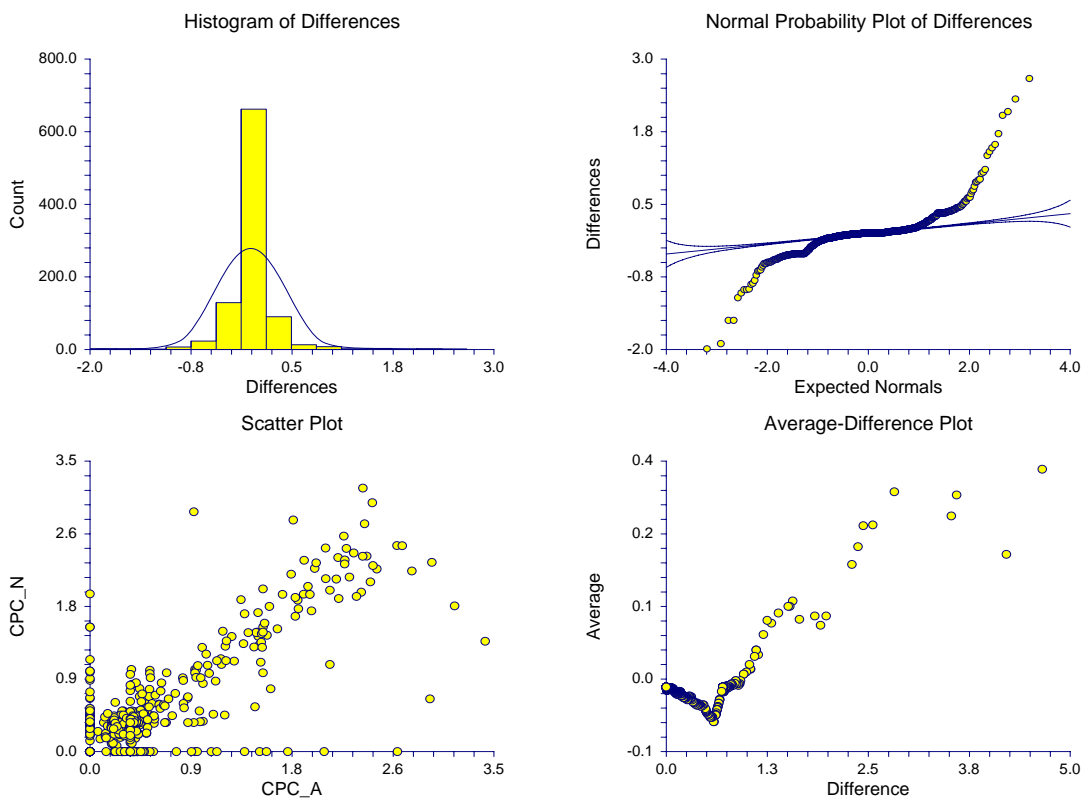 Histogram of Differences
800.0
600.0
400.0
200.0
0.0
Count
-2.0 -0.8 0.5 1.8 3.0
Differences
Normal Probability Plot of Differences
3.0
1.8
0.5
-0.8
-2.0
Differences
-4.0 -2.0 0.0 2.0 4.0
Expected Normals
Scatter Plot
3.5
2.6
1.8
0.9
0.0
CPC_N
0.0 0.9 1.8 2.6 3.5
CPC_A
Average-Difference Plot
0.4
0.2
0.1
0.0
-0.1
Average
0.0 1.3 2.5 3.8 5.0
Difference